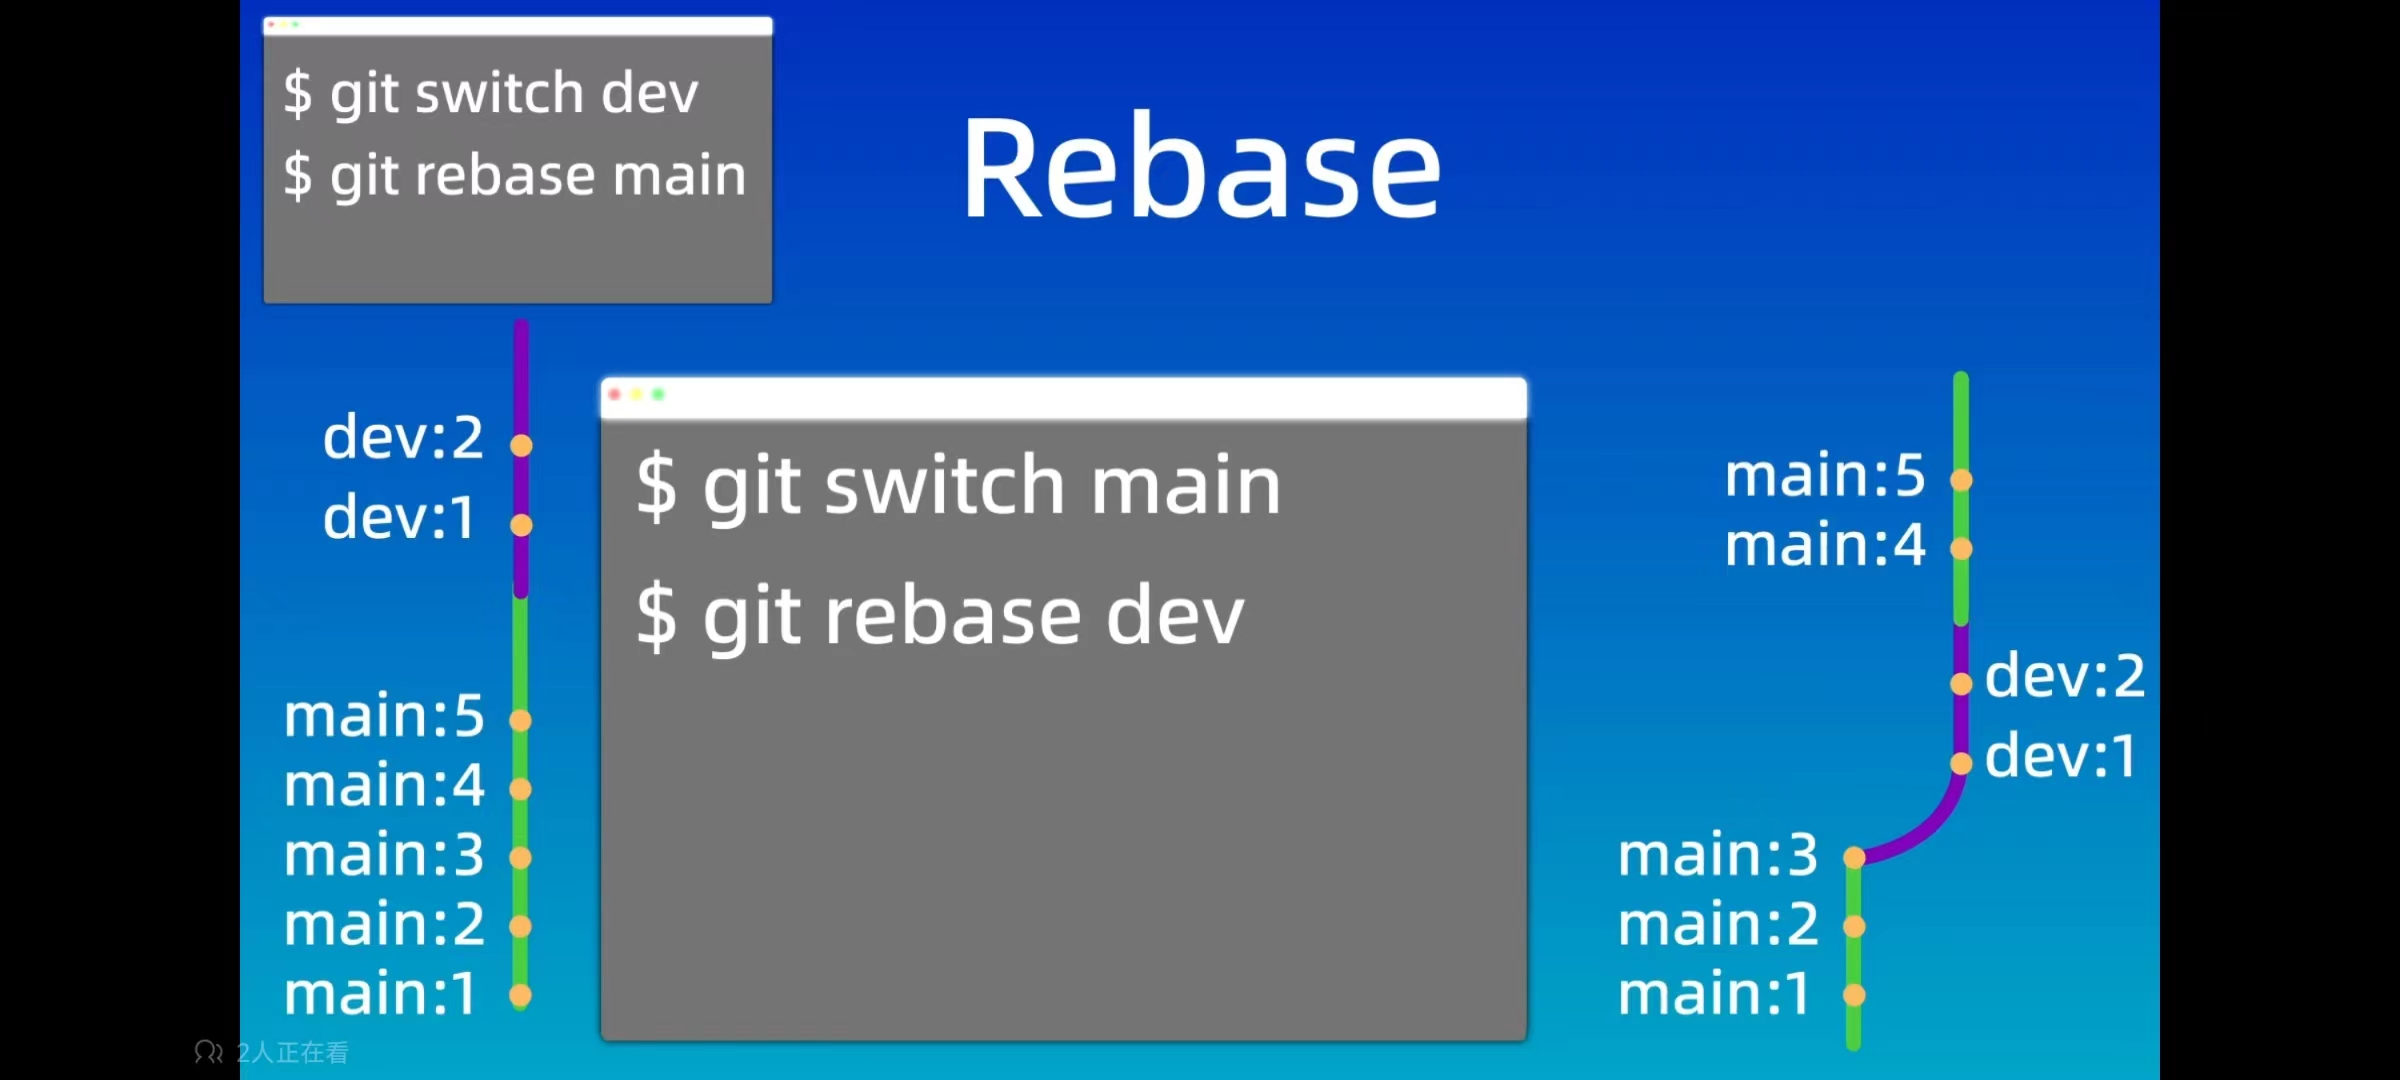 $ git switch dev
$ git rebase main
Rebase
dev:2
dev:1
main:5
main:4
main:3
main:2
main:1
$ git switch main
$ git rebase dev
main:5
main:4
dev:2
dev:1
main:3
main:2
main:1
2人正在看